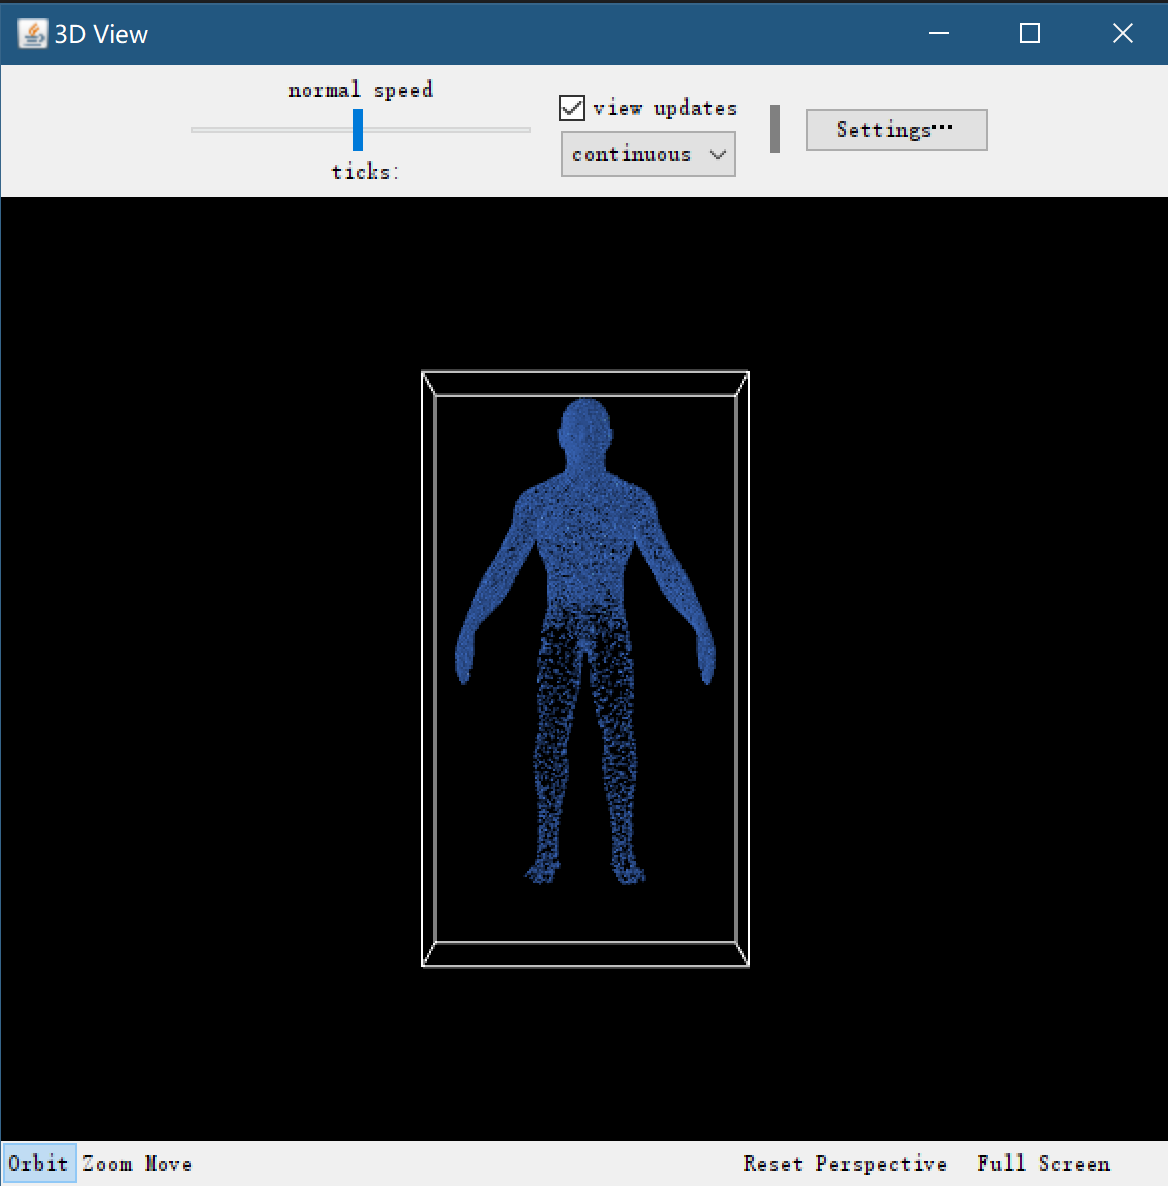 3D View
normal speed
ticks:
view updates
continuous
Settings...
Orbit Zoom Move
Reset Perspective Full Screen